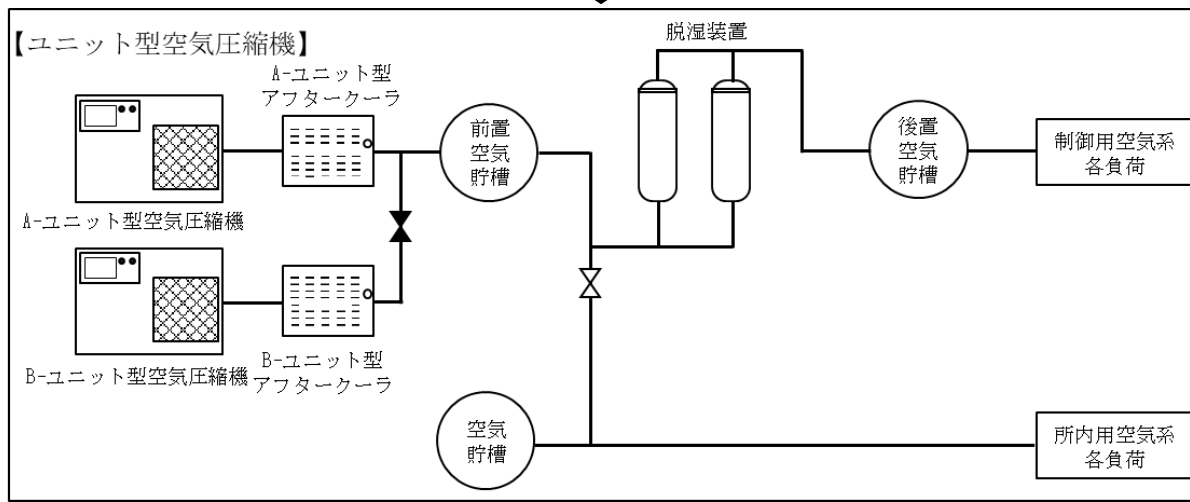 【ユニット型空気圧縮機】
A-ユニット型
アフタークーラ
脱湿装置
前置
空気
貯槽
後置
空気
貯槽
制御用空気系
各負荷
A-ユニット型空気圧縮機
B-ユニット型
アフタークーラ
B-ユニット型空気圧縮機
空気
貯槽
所内用空気系
各負荷